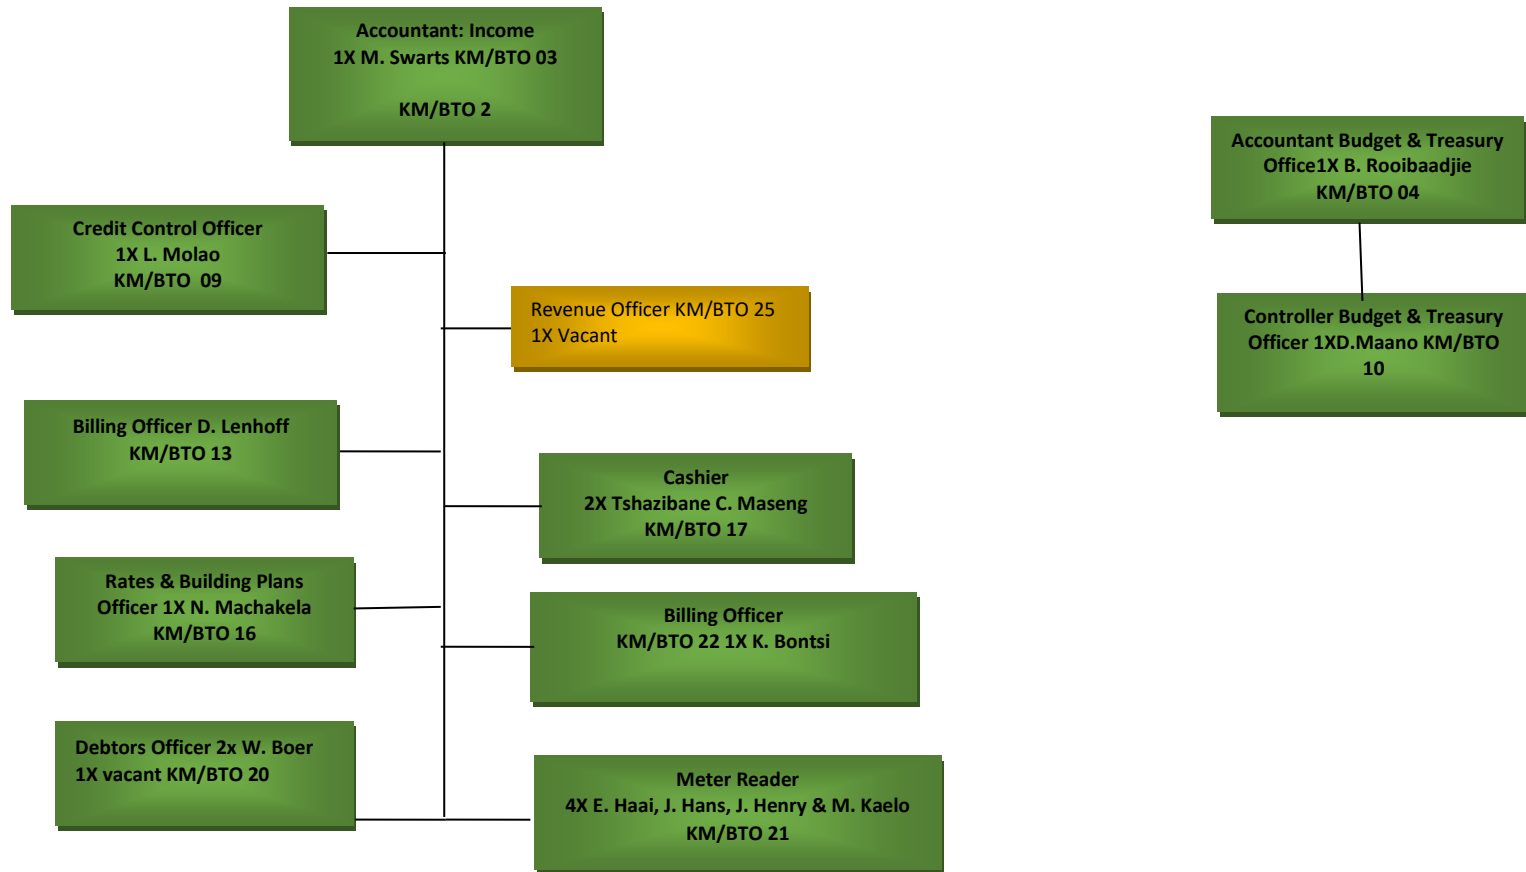 Accountant: Income
1X M. Swarts KM/BTO 03
KM/BTO 2
Accountant Budget & Treasury
Office1X B. Rooibaadjie
KM/BTO 04
Credit Control Officer
1X L. Molao
KM/BTO 09
Revenue Officer KM/BTO 25
1X Vacant
Controller Budget & Treasury
Officer 1XD.Maano KM/BTO
10
Billing Officer D. Lenhoff
KM/BTO 13
Cashier
2X Tshazibane C. Maseng
KM/BTO 17
Rates & Building Plans
Officer 1X N. Machakela
KM/BTO 16
Billing Officer
KM/BTO 22 1X K. Bontsi
Debtors Officer 2x W. Boer
1X vacant KM/BTO 20
Meter Reader
4X E. Haai, J. Hans, J. Henry & M. Kaelo
KM/BTO 21